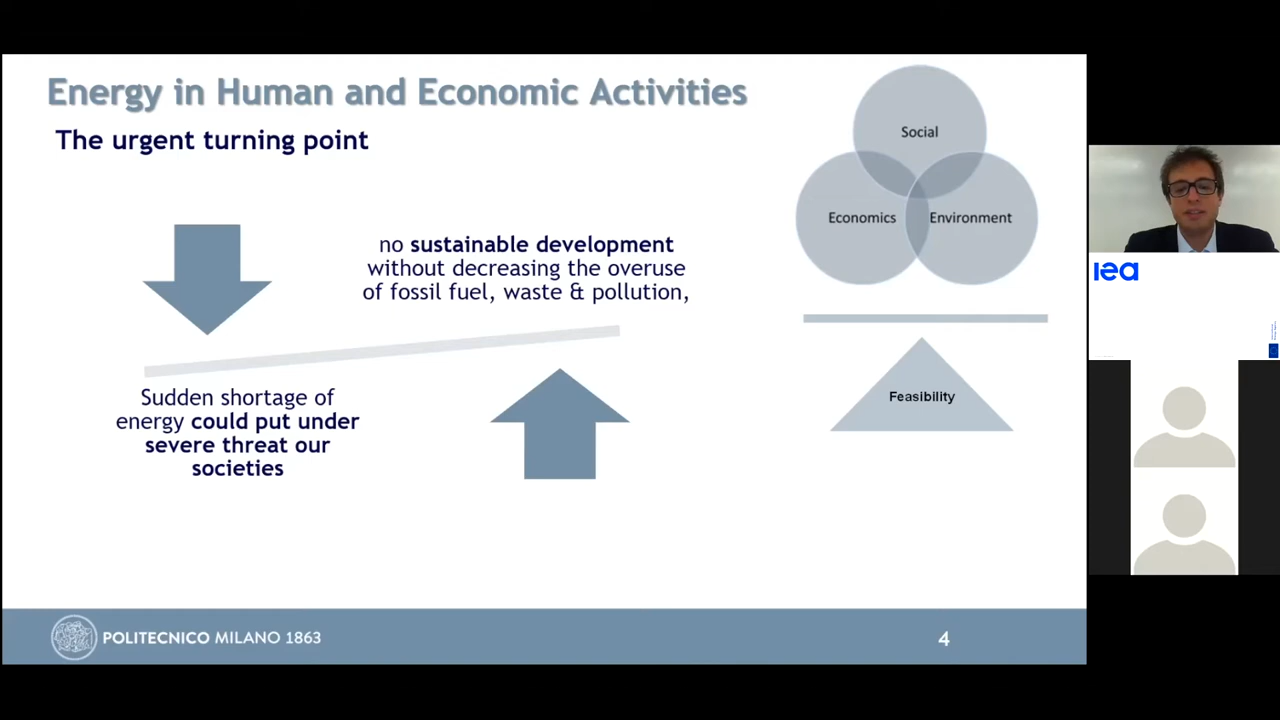 Energy in Human and Economic Activities
The urgent turning point
no sustainable development
without decreasing the overuse
of fossil fuel, waste & pollution,
Sudden shortage of
energy could put under
severe threat our
societies
Social
Economics
Environment
Feasibility
iea
POLITECNICO MILANO 1863
4